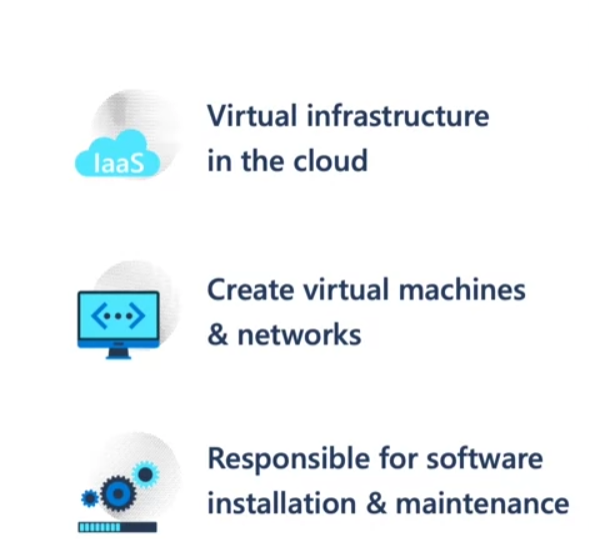 IaaS
Virtual infrastructure
in the cloud
Create virtual machines
& networks
Responsible for software
installation & maintenance